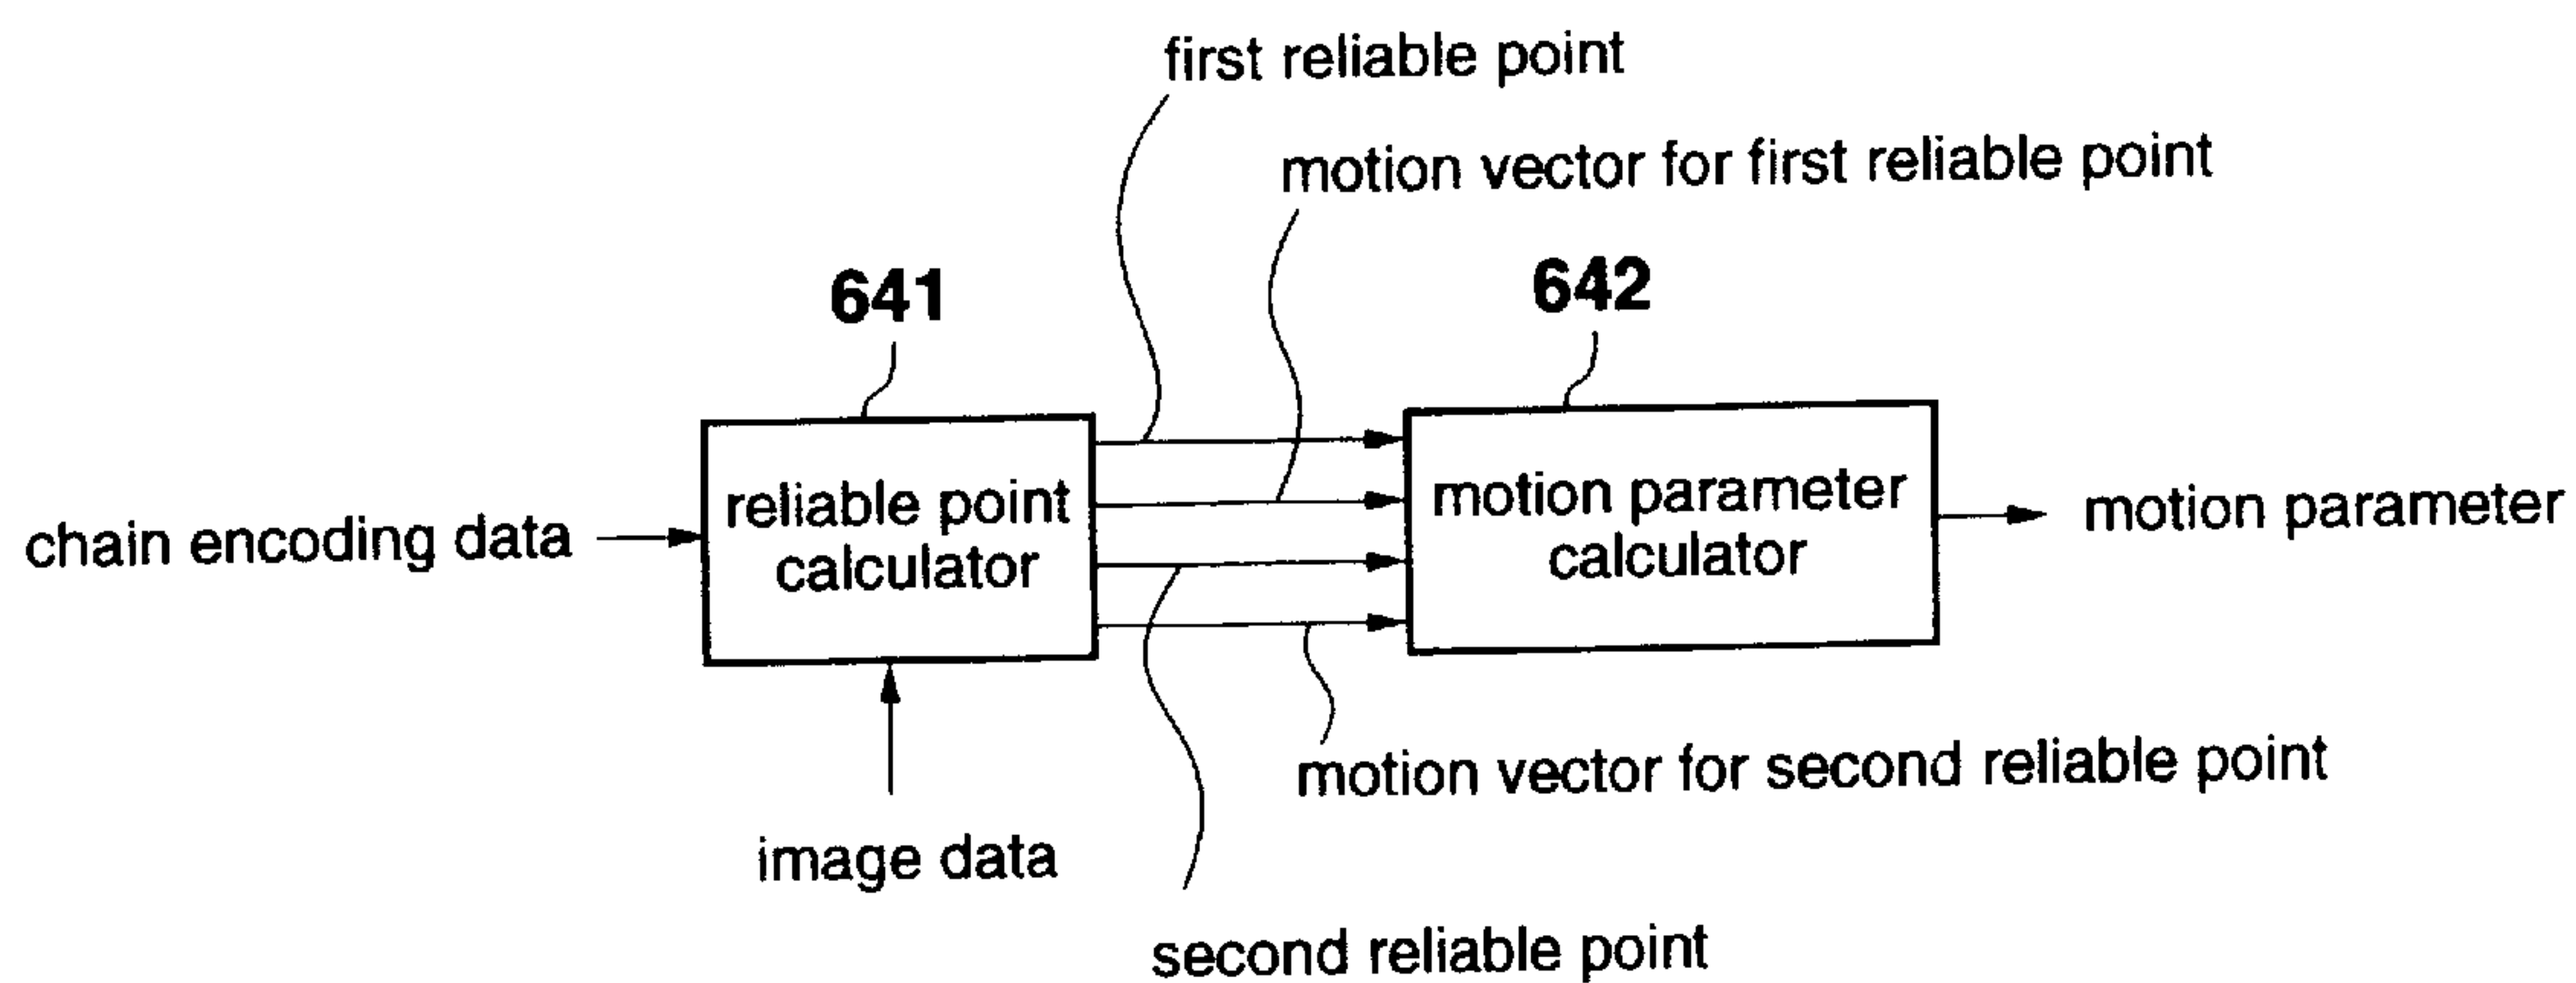 first reliable point
motion vector for first reliable point
641
642
reliable point
calculator
motion parameter
calculator
chain encoding data
motion parameter
motion vector for second reliable point
image data
second reliable point